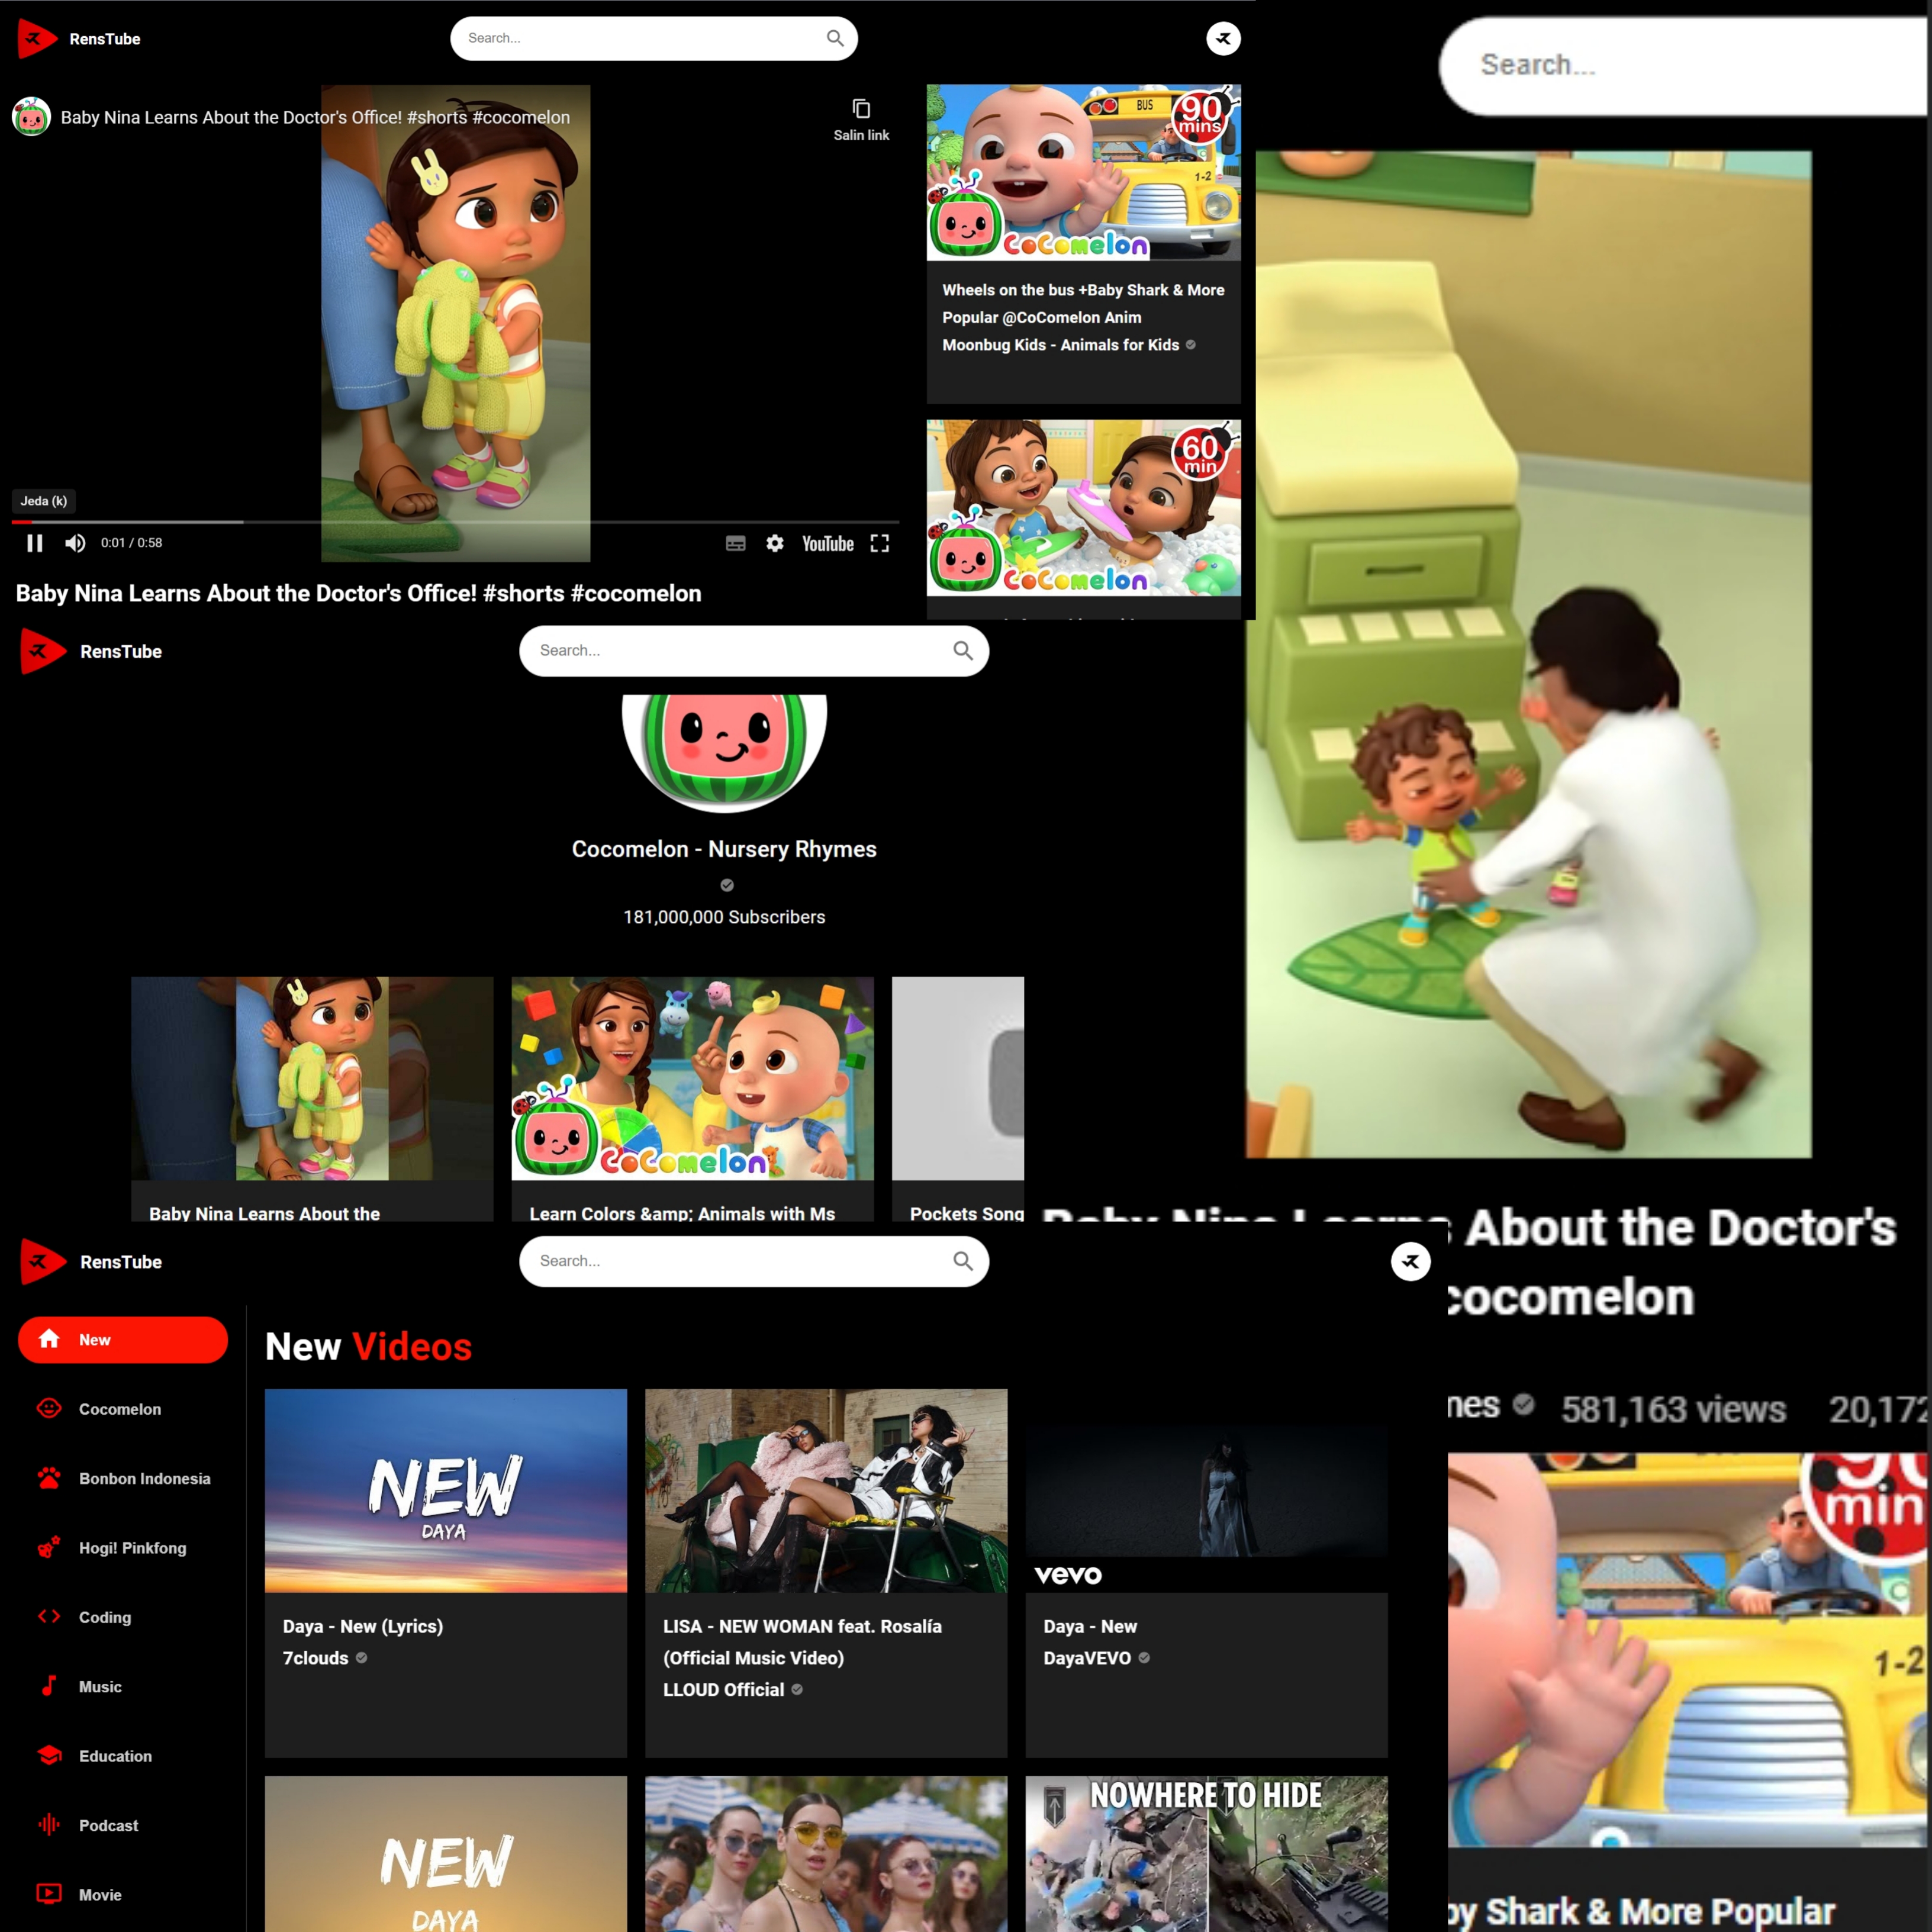 RensTube
Search...
Baby Nina Learns About the Doctor's Office! #shorts #cocomelon
Salin link
Jeda (k)
0:01 / 0:58
YouTube
Baby Nina Learns About the Doctor's Office! #shorts #cocomelon
BUS
90
mins
1-2
CoComelon
Wheels on the bus +Baby Shark & More
Popular @CoComelon Anim
Moonbug Kids - Animals for Kids
60
min
CoComelon
Search...
RensTube
Search...
Cocomelon - Nursery Rhymes
181,000,000 Subscribers
CoComelon
Baby Nina Learns About the
Learn Colors &amp; Animals with Ms
Pockets Song
Baby Nina Learns About the Doctor's
cocomelon
581,163 views
20,172
min
1-2
Shark & More Popular
RensTube
Search...
New
Cocomelon
Bonbon Indonesia
Hogi! Pinkfong
Coding
Music
Education
Podcast
Movie
New Videos
NEW
DAYA
Daya - New (Lyrics)
7clouds
LISA - NEW WOMAN feat. Rosalía
(Official Music Video)
LLOUD Official
vevo
Daya - New
DayaVEVO
NEW
DAYA
NOWHERE TO HIDE